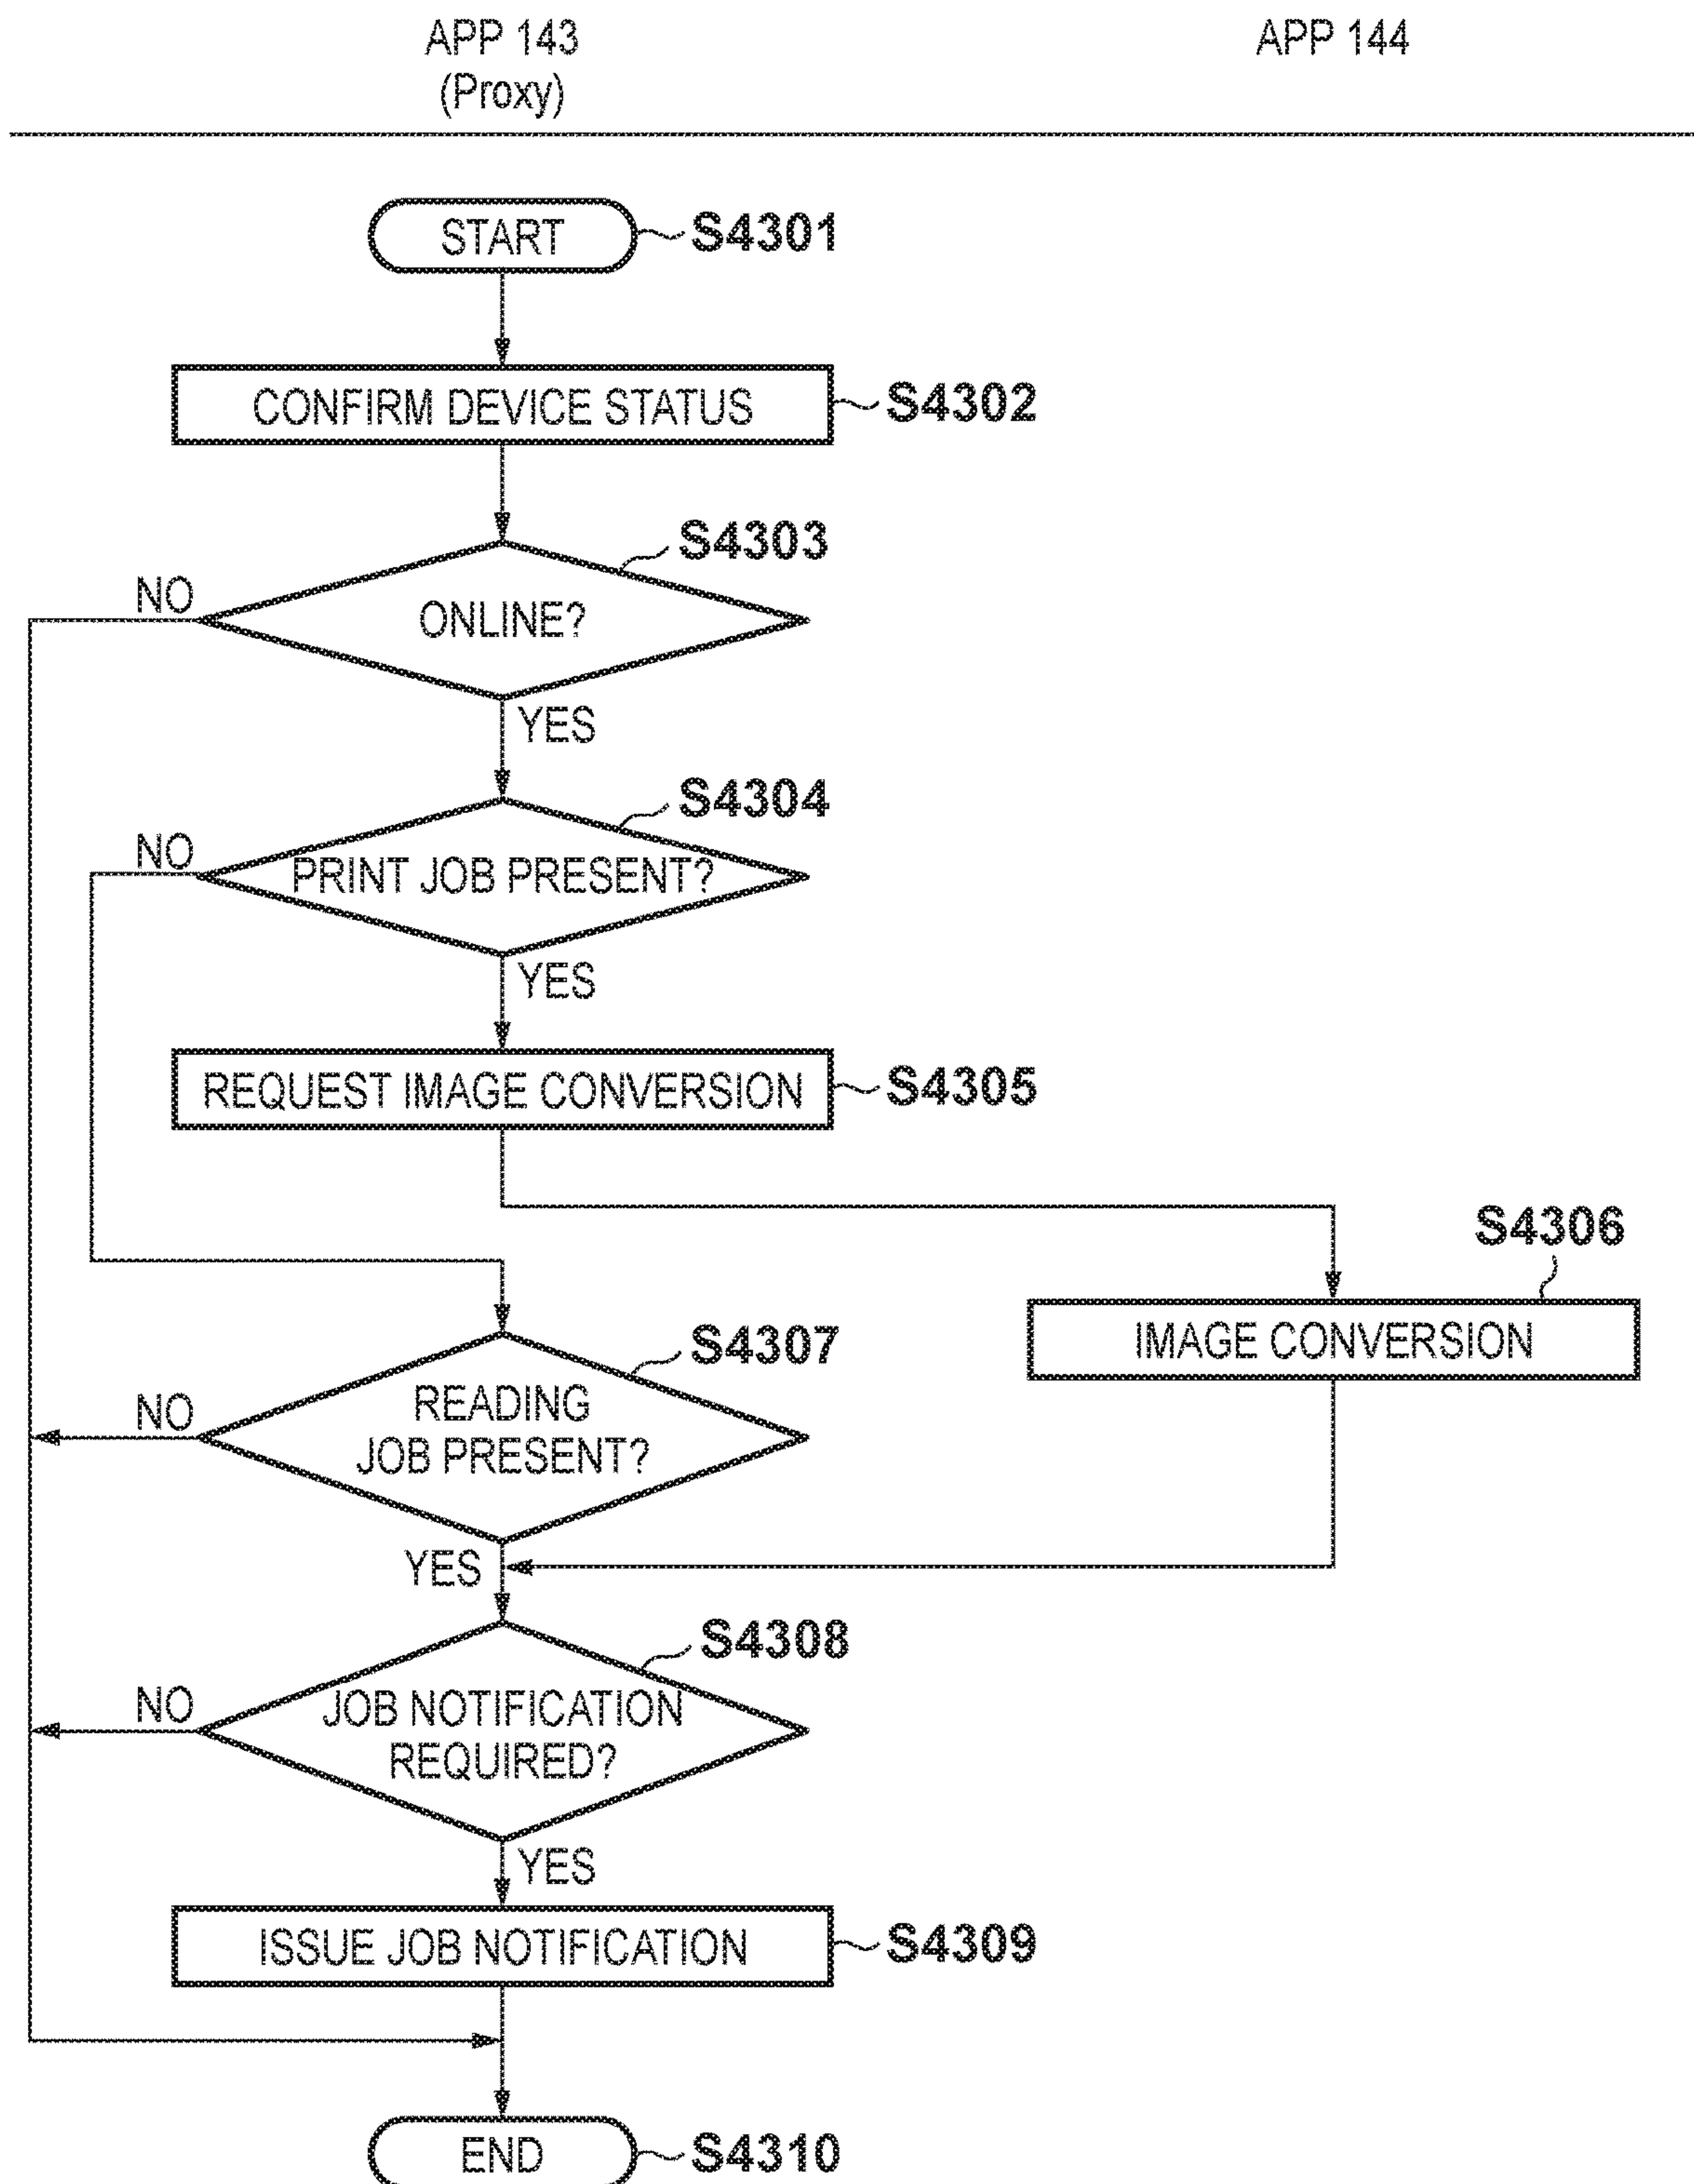 APP 143
(Proxy)
APP 144
START
S4301
CONFIRM DEVICE STATUS
S4302
S4303
NO
ONLINE?
YES
S4304
NO
PRINT JOB PRESENT?
YES
REQUEST IMAGE CONVERSION
S4305
S4306
IMAGE CONVERSION
S4307
NO
READING
JOB PRESENT?
YES
S4308
NO
JOB NOTIFICATION
REQUIRED?
YES
ISSUE JOB NOTIFICATION
S4309
END
S4310